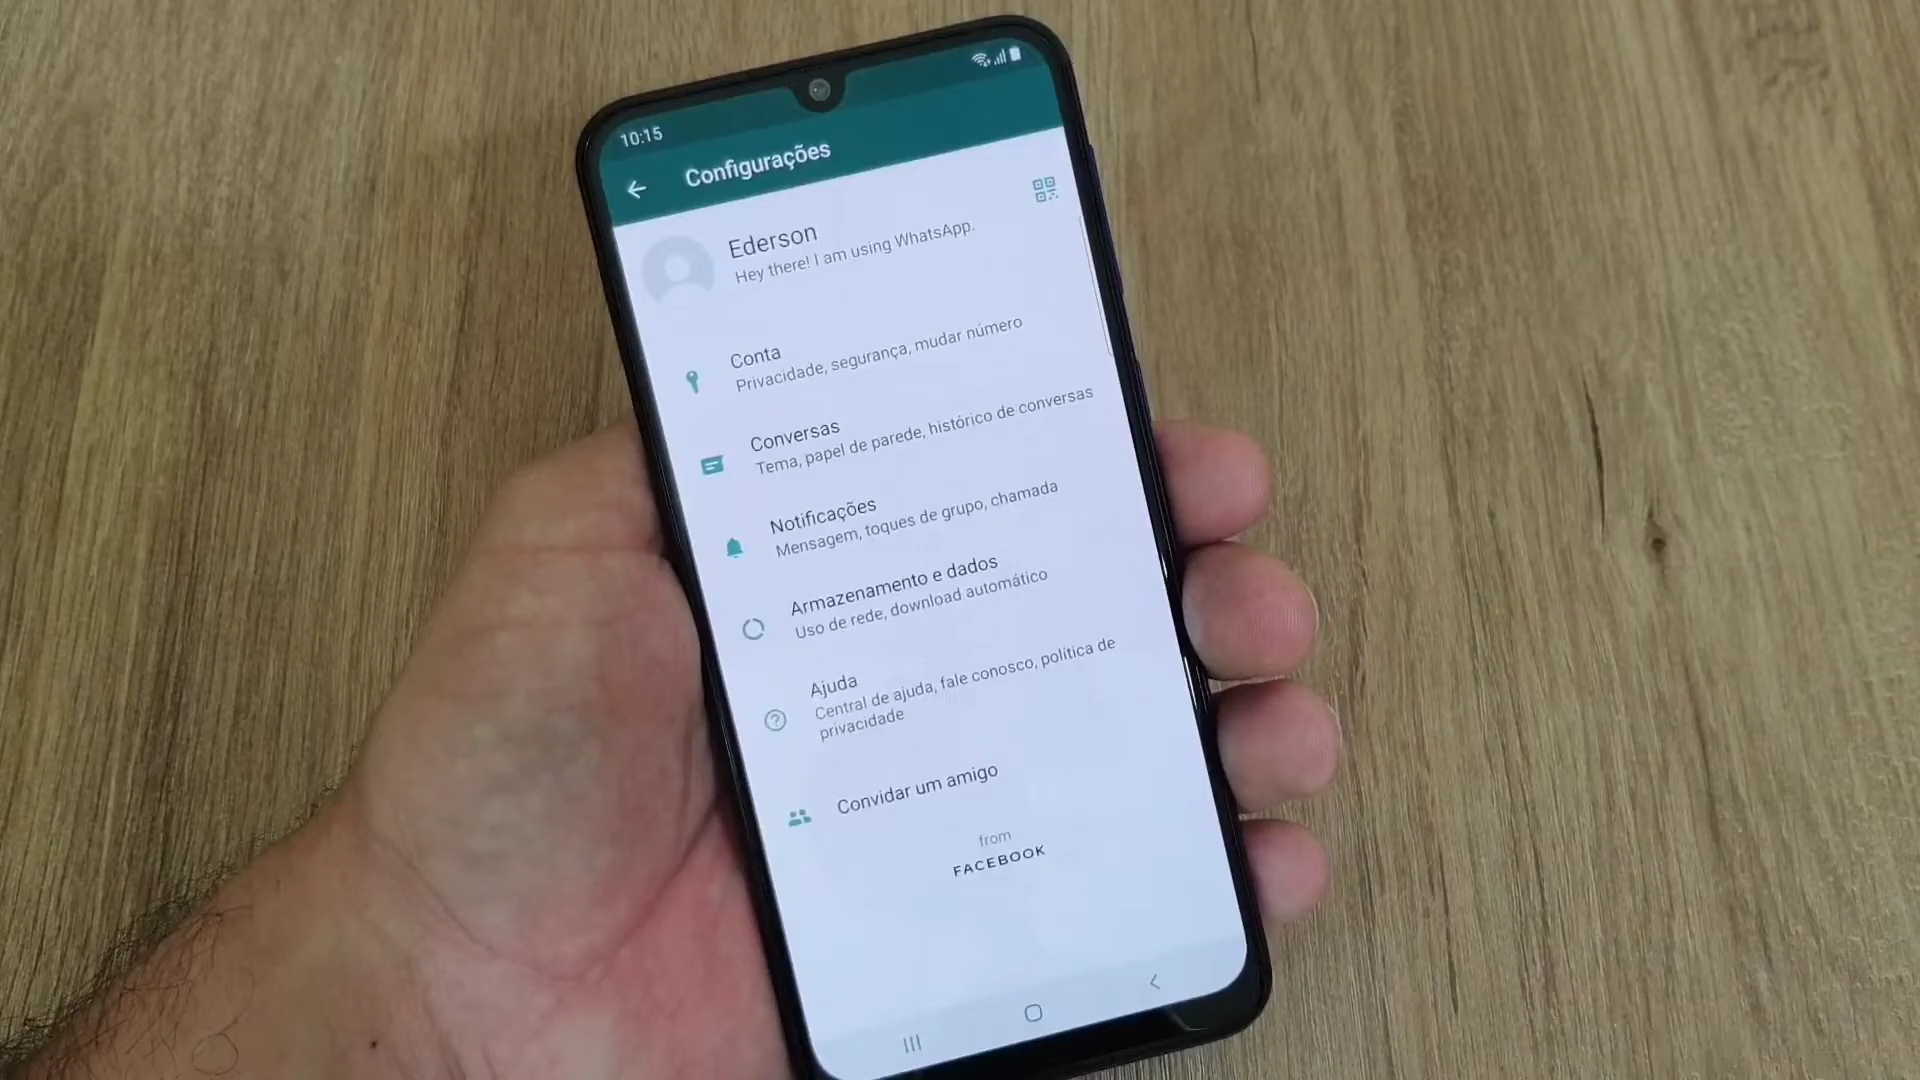 10:15
Configurações
Ederson
Hey there! I am using WhatsApp.
Conta
Privacidade, segurança, mudar número
Conversas
Tema, papel de parede, histórico de conversas
Notificações
Mensagem, toques de grupo, chamada
Armazenamento e dados
Uso de rede, download automático
Ajuda
Central de ajuda, fale conosco, política de
privacidade
Convidar um amigo
from
FACEBOOK